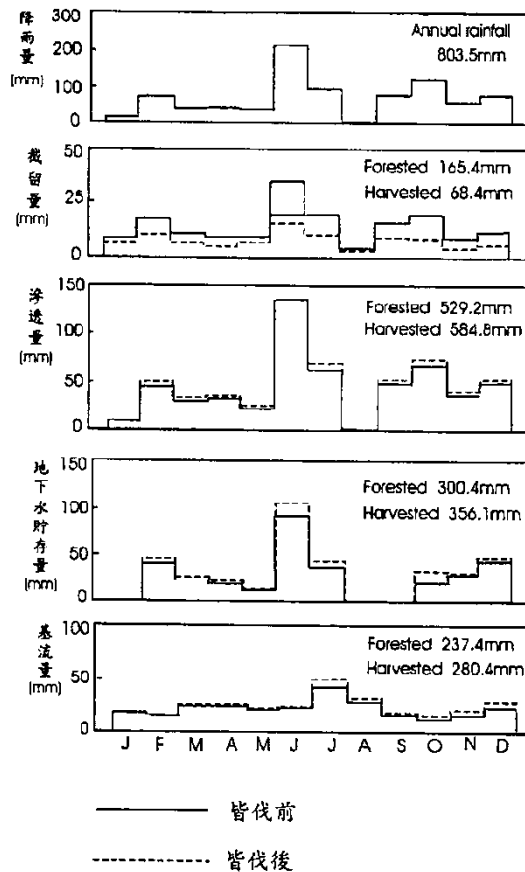 降雨量
(mm)
300
200
100
0
Annual rainfall
803.5mm
截留量
(mm)
50
25
0
Forested 165.4mm
Harvested 68.4mm
滲透量
(mm)
150
100
50
0
Forested 529.2mm
Harvested 584.8mm
地下水貯存量
(mm)
150
100
50
0
Forested 300.4mm
Harvested 356.1mm
基流量
(mm)
100
50
0
Forested 237.4mm
Harvested 280.4mm
J F M A M J J A S O N D
皆伐前
皆伐後